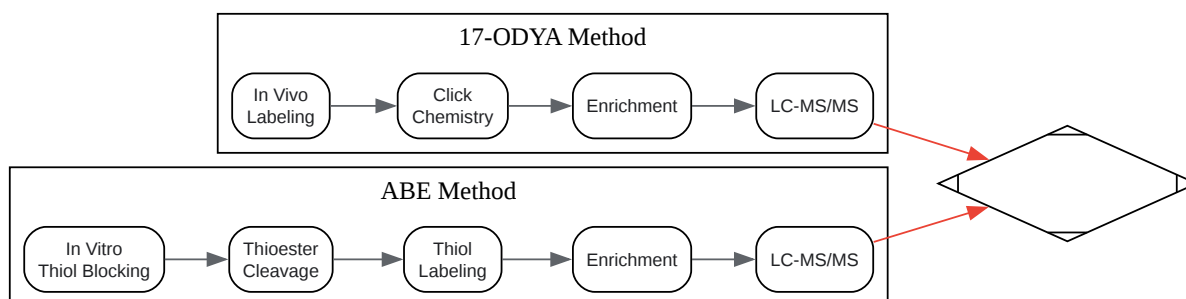 17-ODYA Method
In Vivo
Labeling
Click
Chemistry
Enrichment
LC-MS/MS
ABE Method
In Vitro
Thiol Blocking
Thioester
Cleavage
Thiol
Labeling
Enrichment
LC-MS/MS